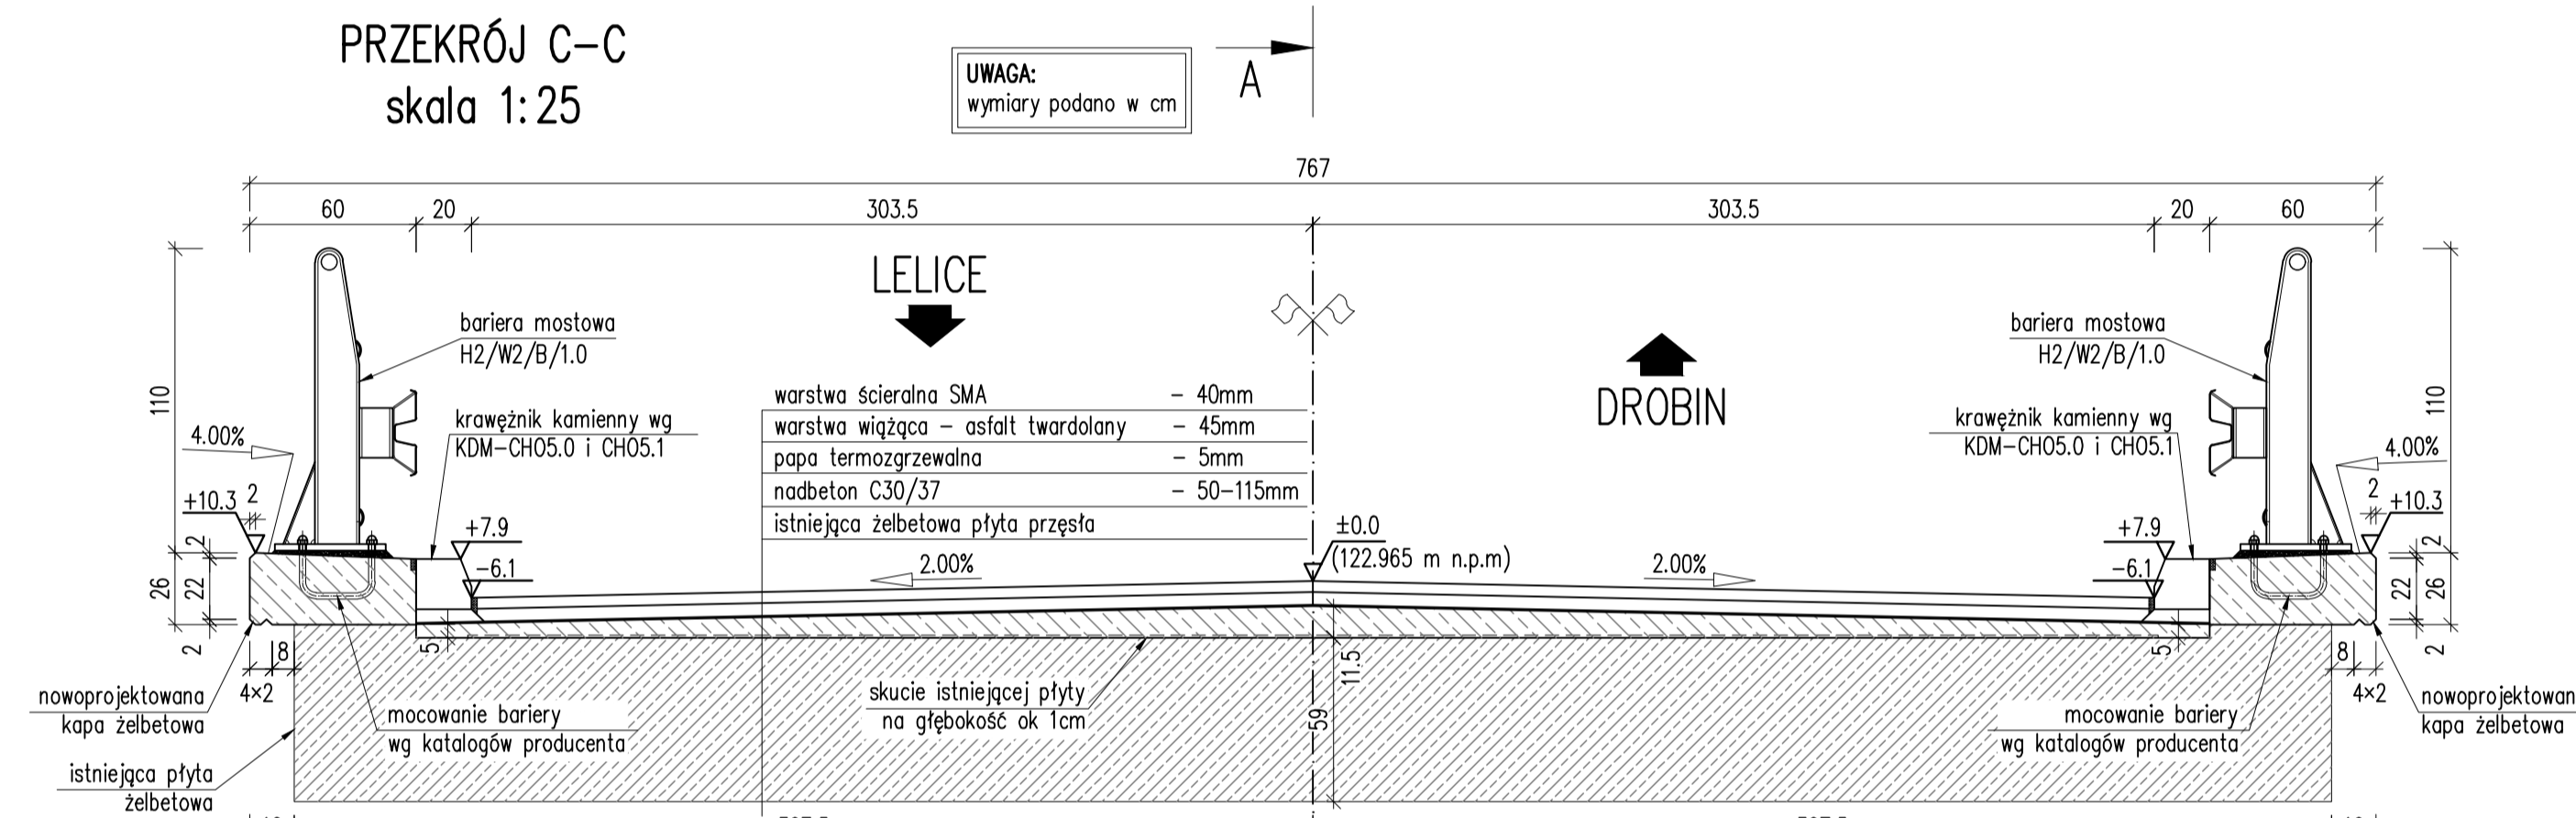 PRZEKRÓJ C-C
skala 1:25
UWAGA:
wymiary podano w cm
A
767
60
20
303.5
303.5
20
60
LELICE
DROBIN
bariera mostowa
H2/W2/B/1.0
bariera mostowa
H2/W2/B/1.0
110
110
krawężnik kamienny wg
KDM-CHO5.0 i CHO5.1
krawężnik kamienny wg
KDM-CHO5.0 i CHO5.1
warstwa ścieralna SMA - 40mm
warstwa wiążąca - asfalt twardolany - 45mm
papa termozgrzewalna - 5mm
nadbeton C30/37 - 50-115mm
istniejąca żelbetowa płyta przęsła
4.00%
4.00%
+10.3
2
2
+10.3
+7.9
+7.9
-6.1
-6.1
±0.0
(122.965 m n.p.m)
2.00%
2.00%
26
2
22
2
2
22
26
2
5
5
8
4×2
8
4×2
11.5
59
nowoprojektowana
kapa żelbetowa
mocowanie bariery
wg katalogów producenta
skucie istniejącej płyty
na głębokość ok 1cm
mocowanie bariery
wg katalogów producenta
nowoprojektowan
kapa żelbetowa
istniejąca płyta
żelbetowa